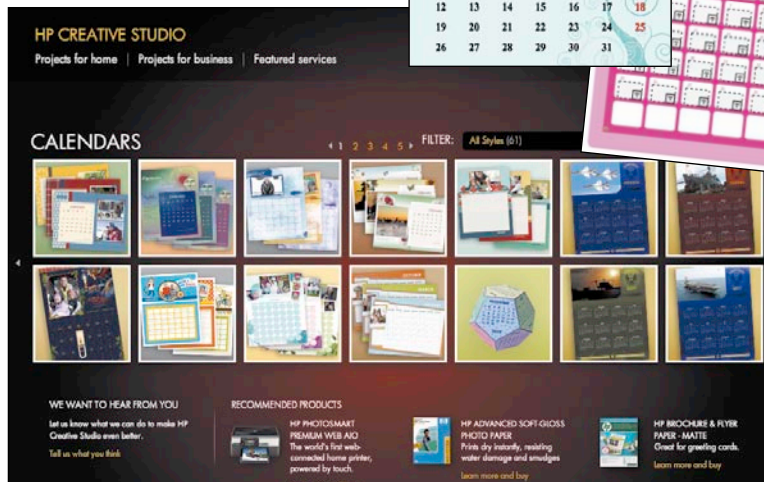 12 13 14 15 16 17 18
19 20 21 22 23 24 25
26 27 28 29 30 31
HP CREATIVE STUDIO
Projects for home | Projects for business | Featured services
CALENDARS
1 2 3 4 5
FILTER: All Styles (61)
WE WANT TO HEAR FROM YOU
Let us know what we can do to make HP
Creative Studio even better.
Tell us what you think
RECOMMENDED PRODUCTS
HP PHOTOSMART
PREMIUM WEB AIO
The world's first web-
connected home printer,
powered by touch.
HP ADVANCED SOFT-GLOSS
PHOTO PAPER
Prints dry instantly, resisting
water damage and smudges
Learn more and buy
HP BROCHURE & FLYER
PAPER - MATTE
Great for greeting cards.
Learn more and buy